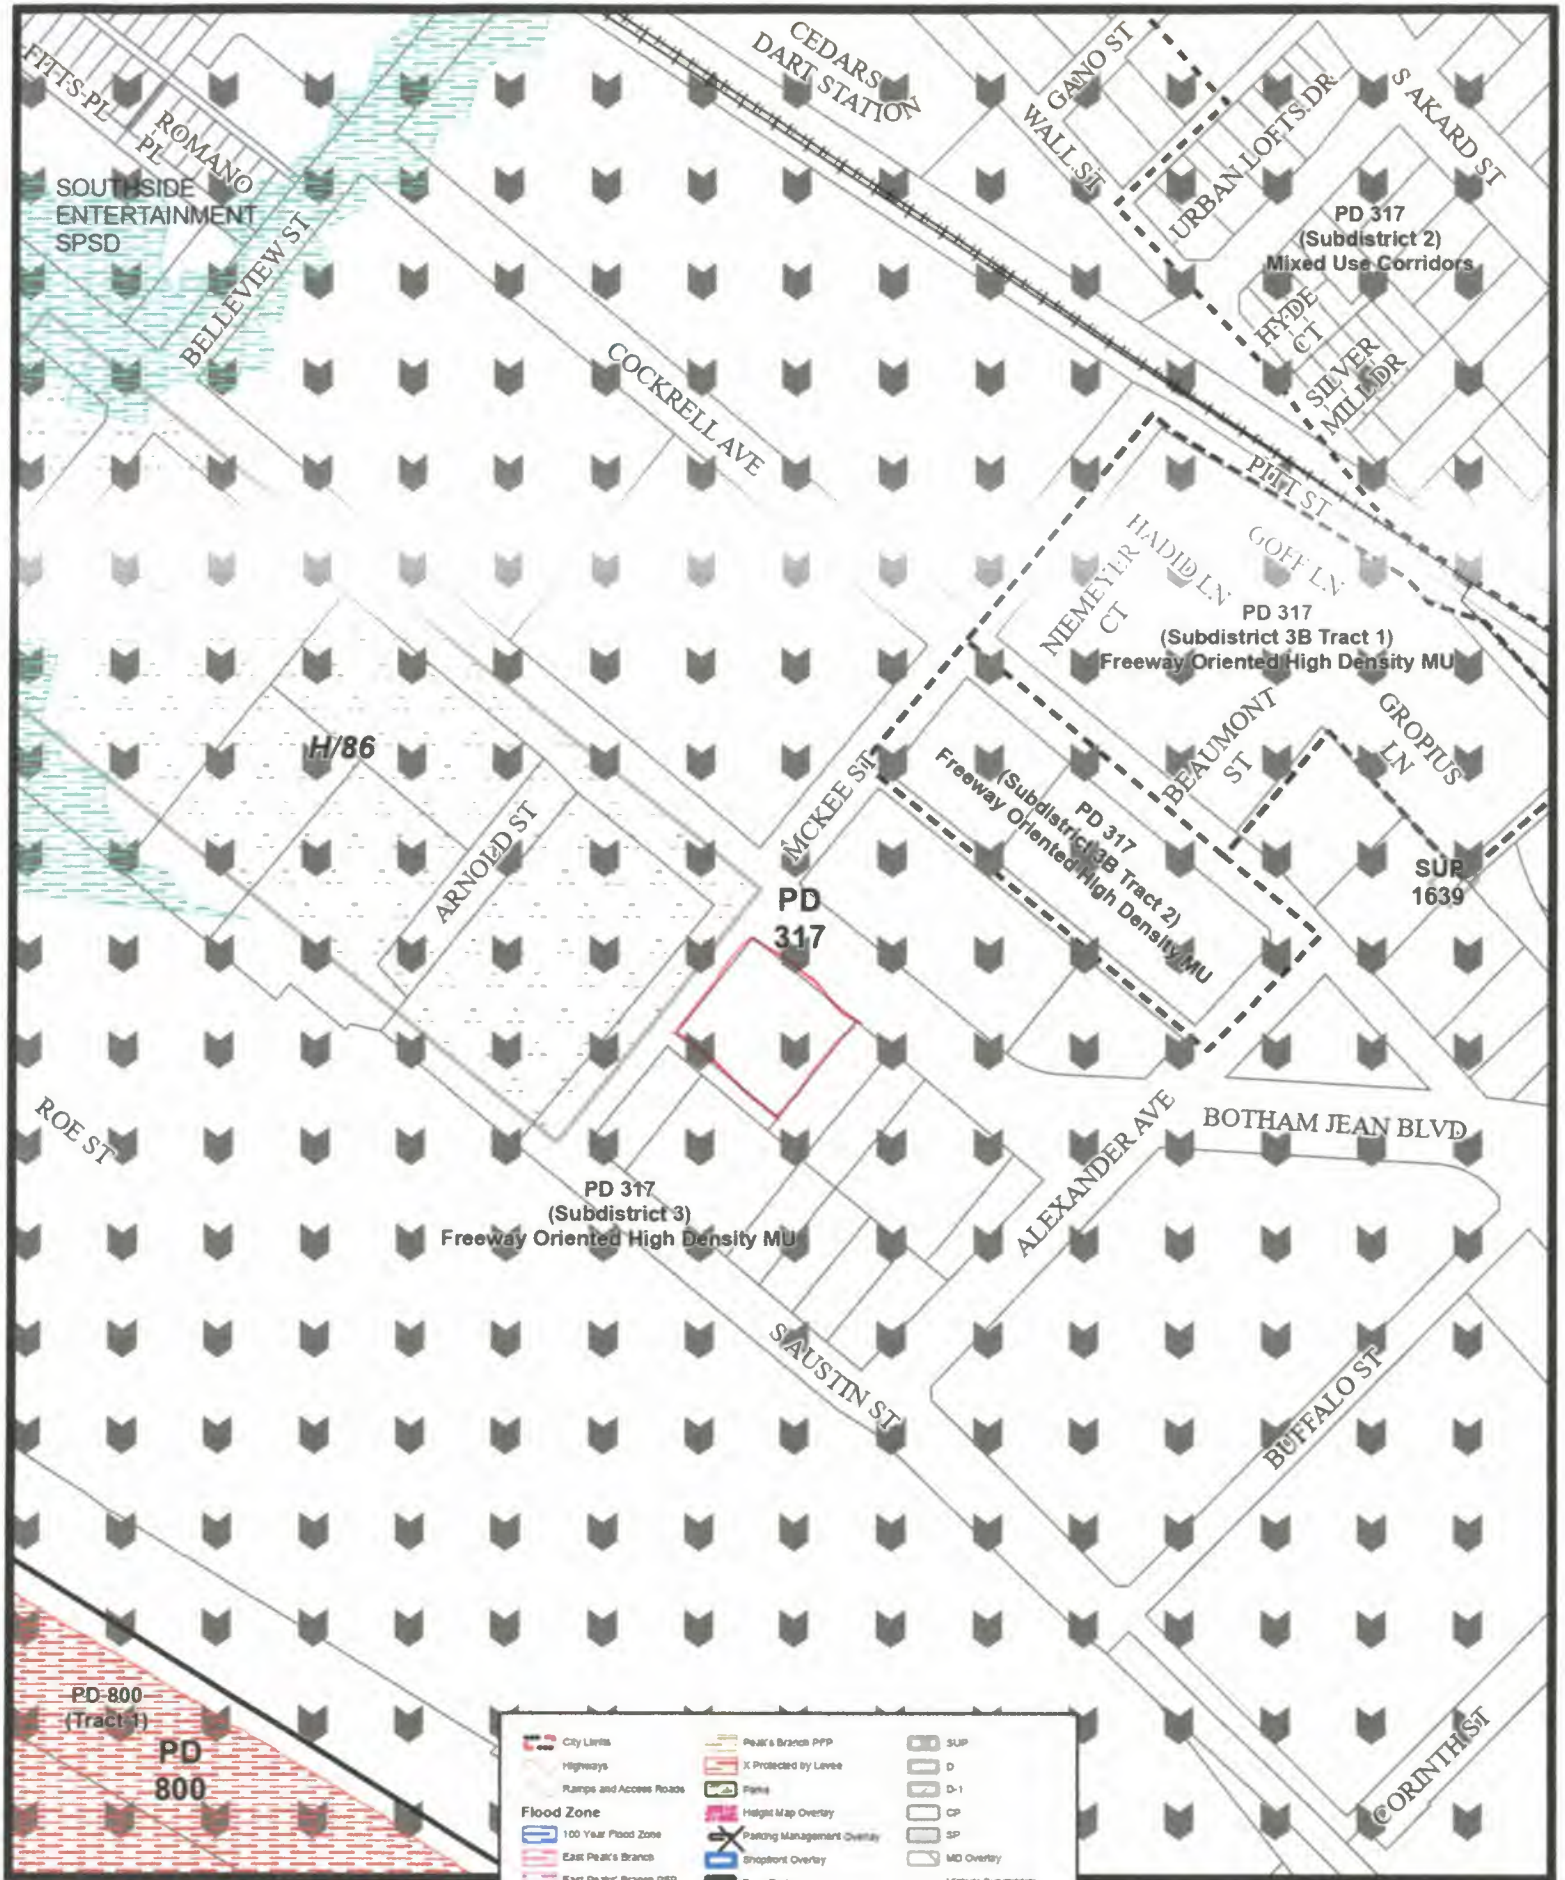 CEDARS
DART STATION
GANO ST
WALL ST
URBAN LOFTS DR
S AKARD ST
FITTS PL
ROMANO
PL
SOUTHSIDE
ENTERTAINMENT
SPSD
BELLEVIEW ST
PD 317
(Subdistrict 2)
Mixed Use Corridors
HYDE
CT
SILVER
MILL DR
COCKRELL AVE
PITT ST
HADID LN
GOFF LN
NIEMEYER
CT
PD 317
(Subdistrict 3B Tract 1)
Freeway Oriented High Density MU
BEAUMONT
ST
GROPIUS
LN
H/86
MCKEE ST
PD 317
(Subdistrict 3B Tract 2)
Freeway Oriented High Density MU
ARNOLD ST
SUP
1639
PD
317
ROE ST
ALEXANDER AVE
BOTHAM JEAN BLVD
PD 317
(Subdistrict 3)
Freeway Oriented High Density MU
S AUSTIN ST
BUFFALO ST
PD 800
(Tract 1)
PD
800
CORINTH ST
City Limits
Highways
Ramps and Access Roads
Flood Zone
100 Year Flood Zone
East Peak's Branch
East Peaks' Branch PFP
Peak's Branch PFP
X Protected by Levee
Parks
Height Map Overlay
Parking Management Overlay
Shopfront Overlay
SUP
D
D-1
CP
SP
MD Overlay